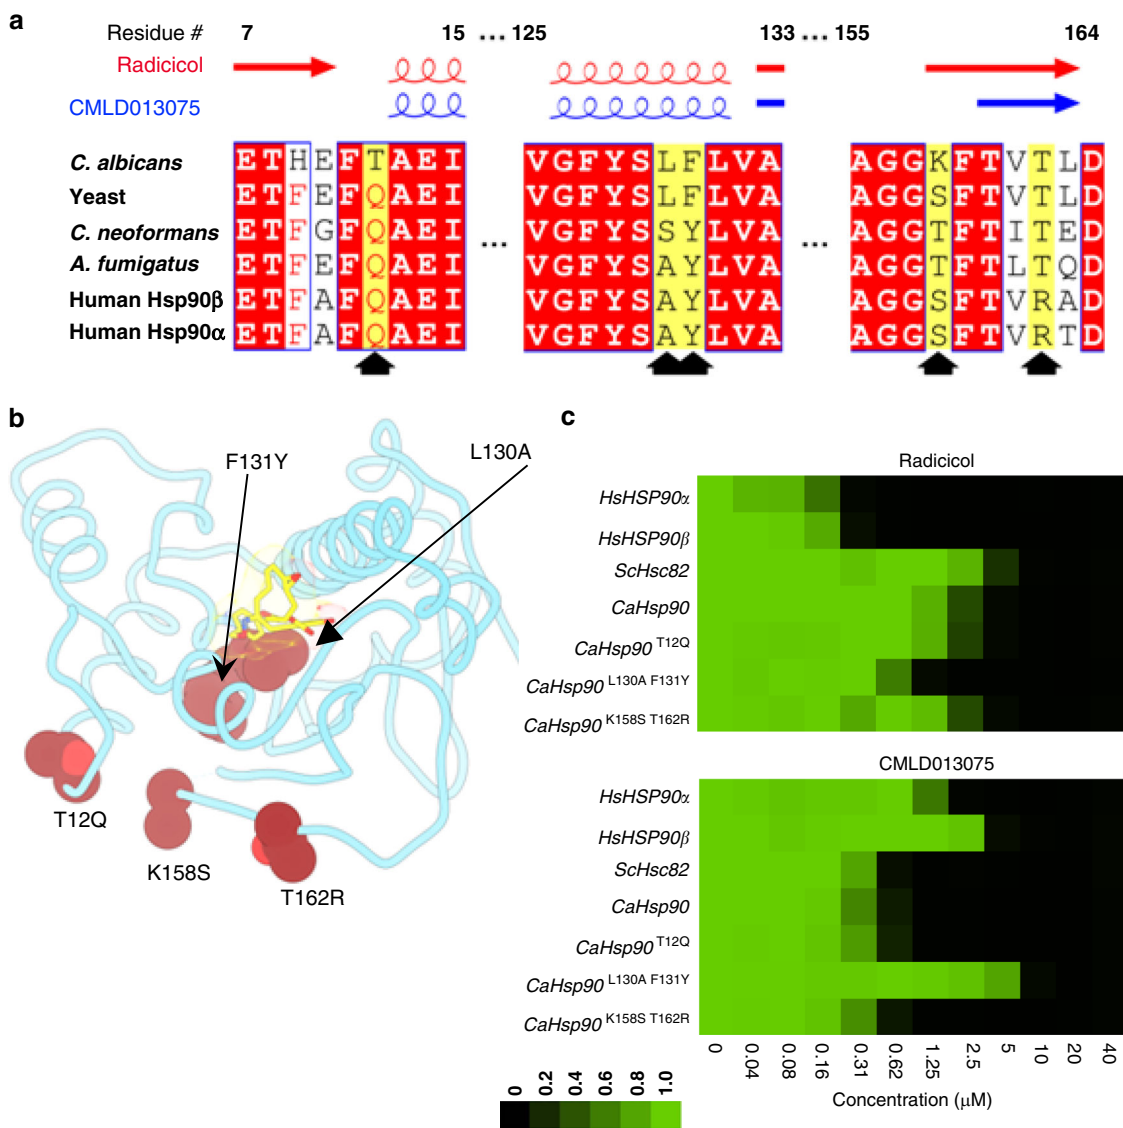 a
Residue # 7 15 ... 125 133 ... 155 164
Radicicol
CMLD013075
C. albicans ETHEFTAEI VGFYSLFLVA AGGKFTVTLD
Yeast ETFEFQAEI VGFYSLFLVA AGGSFTVTLD
C. neoformans ETFGFQAEI ... VGFYSSYLVA ... AGGTFTITED
A. fumigatus ETFEFQAEI VGFYSAYLVA AGGTFTLTQD
Human Hsp90β ETFAFQAEI VGFYSAYLVA AGGSFTVRAD
Human Hsp90α ETFAFQAEI VGFYSAYLVA AGGSFTVRTD
b
F131Y
L130A
T12Q
K158S
T162R
c
Radicicol
HsHSP90α
HsHSP90β
ScHsc82
CaHsp90
CaHsp90 T12Q
CaHsp90 L130A F131Y
CaHsp90 K158S T162R
CMLD013075
HsHSP90α
HsHSP90β
ScHsc82
CaHsp90
CaHsp90 T12Q
CaHsp90 L130A F131Y
CaHsp90 K158S T162R
0 0.04 0.08 0.16 0.31 0.62 1.25 2.5 5 10 20 40
Concentration (μM)
0 0.2 0.4 0.6 0.8 1.0